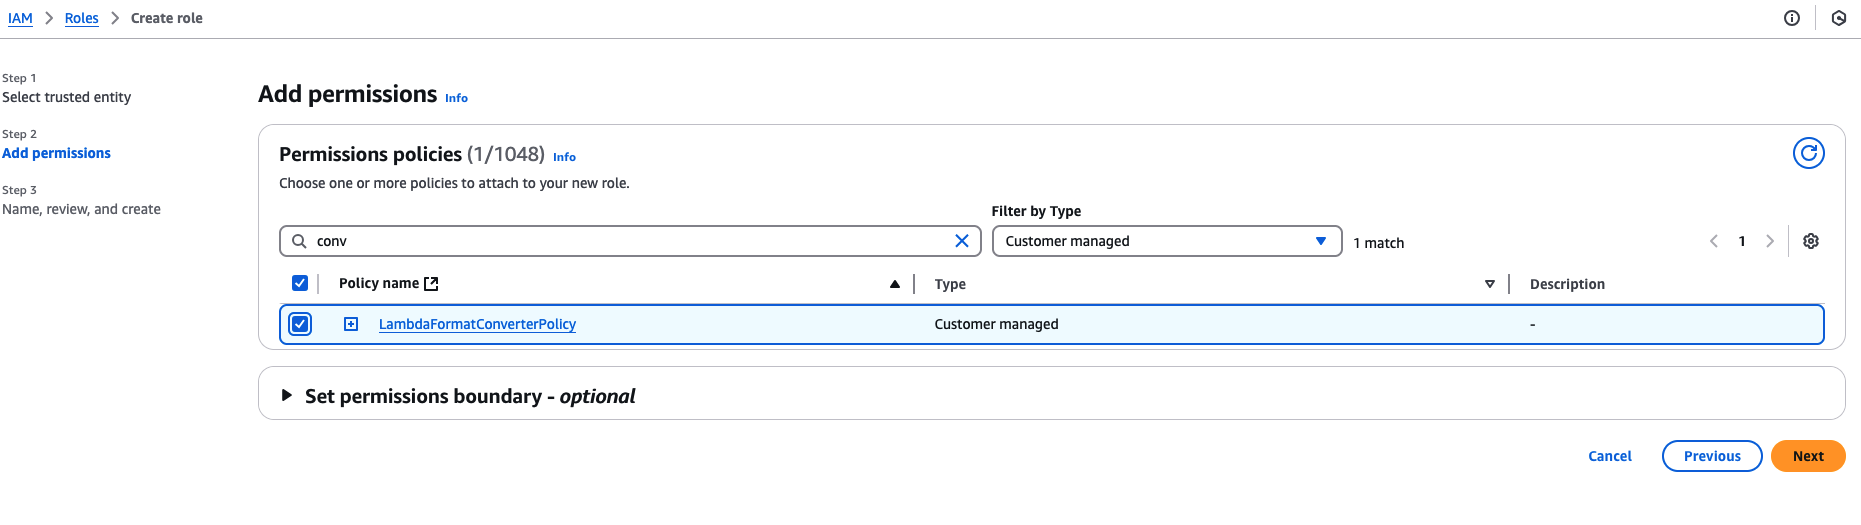 IAM > Roles > Create role
Step 1
Select trusted entity
Step 2
Add permissions
Step 3
Name, review, and create
Add permissions Info
Permissions policies (1/1048) Info
Choose one or more policies to attach to your new role.
Filter by Type
conv
Customer managed
1 match
1
Policy name Type Description
LambdaFormatConverterPolicy Customer managed -
Set permissions boundary - optional
Cancel Previous Next